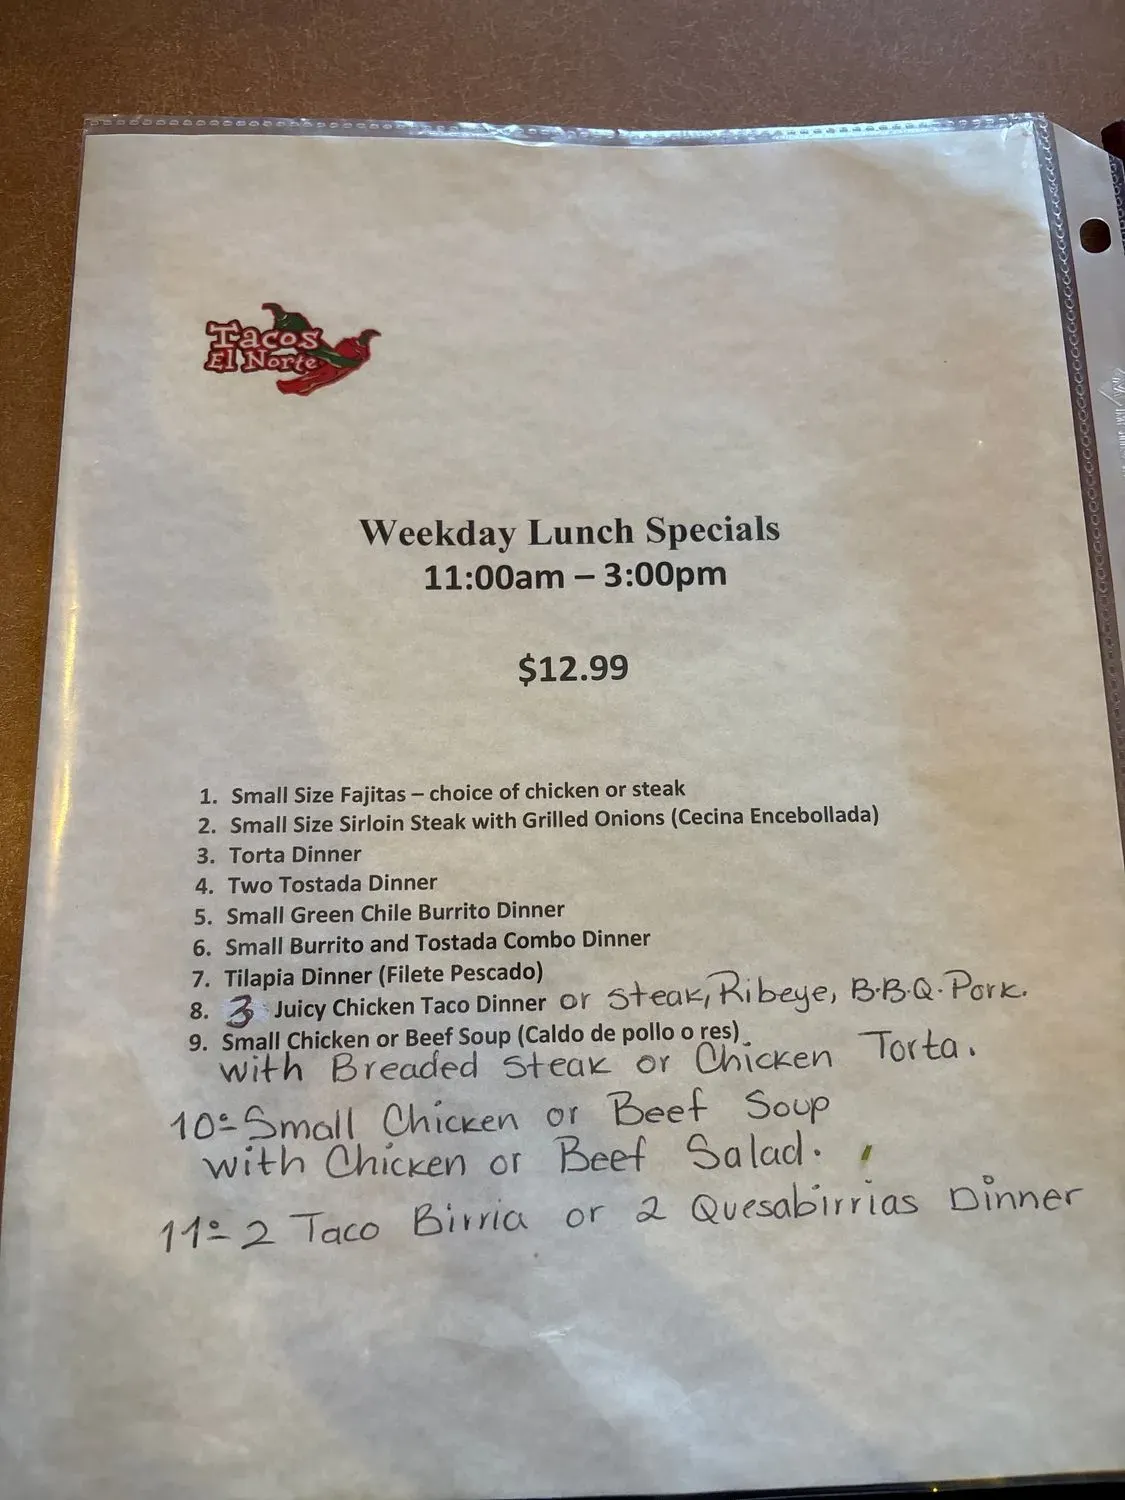 Tacos
El Norte
Weekday Lunch Specials
11:00am – 3:00pm
$12.99
1. Small Size Fajitas – choice of chicken or steak
2. Small Size Sirloin Steak with Grilled Onions (Cecina Encebollada)
3. Torta Dinner
4. Two Tostada Dinner
5. Small Green Chile Burrito Dinner
6. Small Burrito and Tostada Combo Dinner
7. Tilapia Dinner (Filete Pescado)
8. 3 Juicy Chicken Taco Dinner or steak, Ribeye, B.B.Q. Pork.
9. Small Chicken or Beef Soup (Caldo de pollo o res)
with Breaded Steak or Chicken Torta.
10º- Small Chicken or Beef Soup
with Chicken or Beef Salad.
11º- 2 Taco Birria or 2 Quesabirrias Dinner